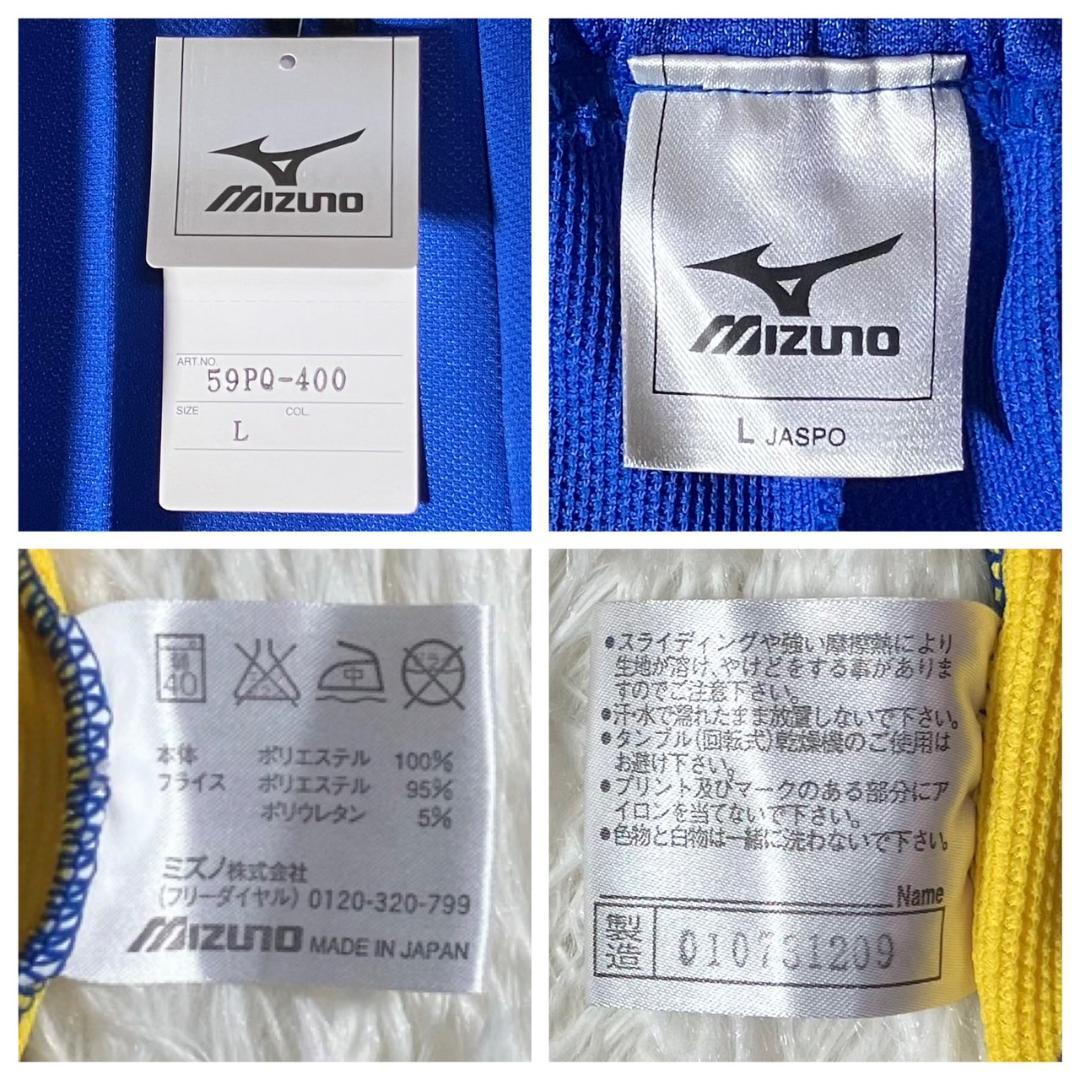 MIZUNO
ART.NO.
59PQ-400
SIZE
COL.
L
MIZUNO
L JASPO
40
中
本体 ポリエステル 100%
フライス ポリエステル 95%
ポリウレタン 5%
ミズノ株式会社
(フリーダイヤル) 0120-320-799
MIZUNO MADE IN JAPAN
●スライディングや強い摩擦熱により
生地が溶け、やけどをする事がありま
すのでご注意下さい。
●汗・水で濡れたまま放置しないで下さい。
●タンブル(回転式)乾燥機のご使用は
お避け下さい。
●プリント及びマークのある部分にア
イロンを当てないで下さい。
●色物と白物は一緒に洗わないで下さい。
Name
製造 010731209